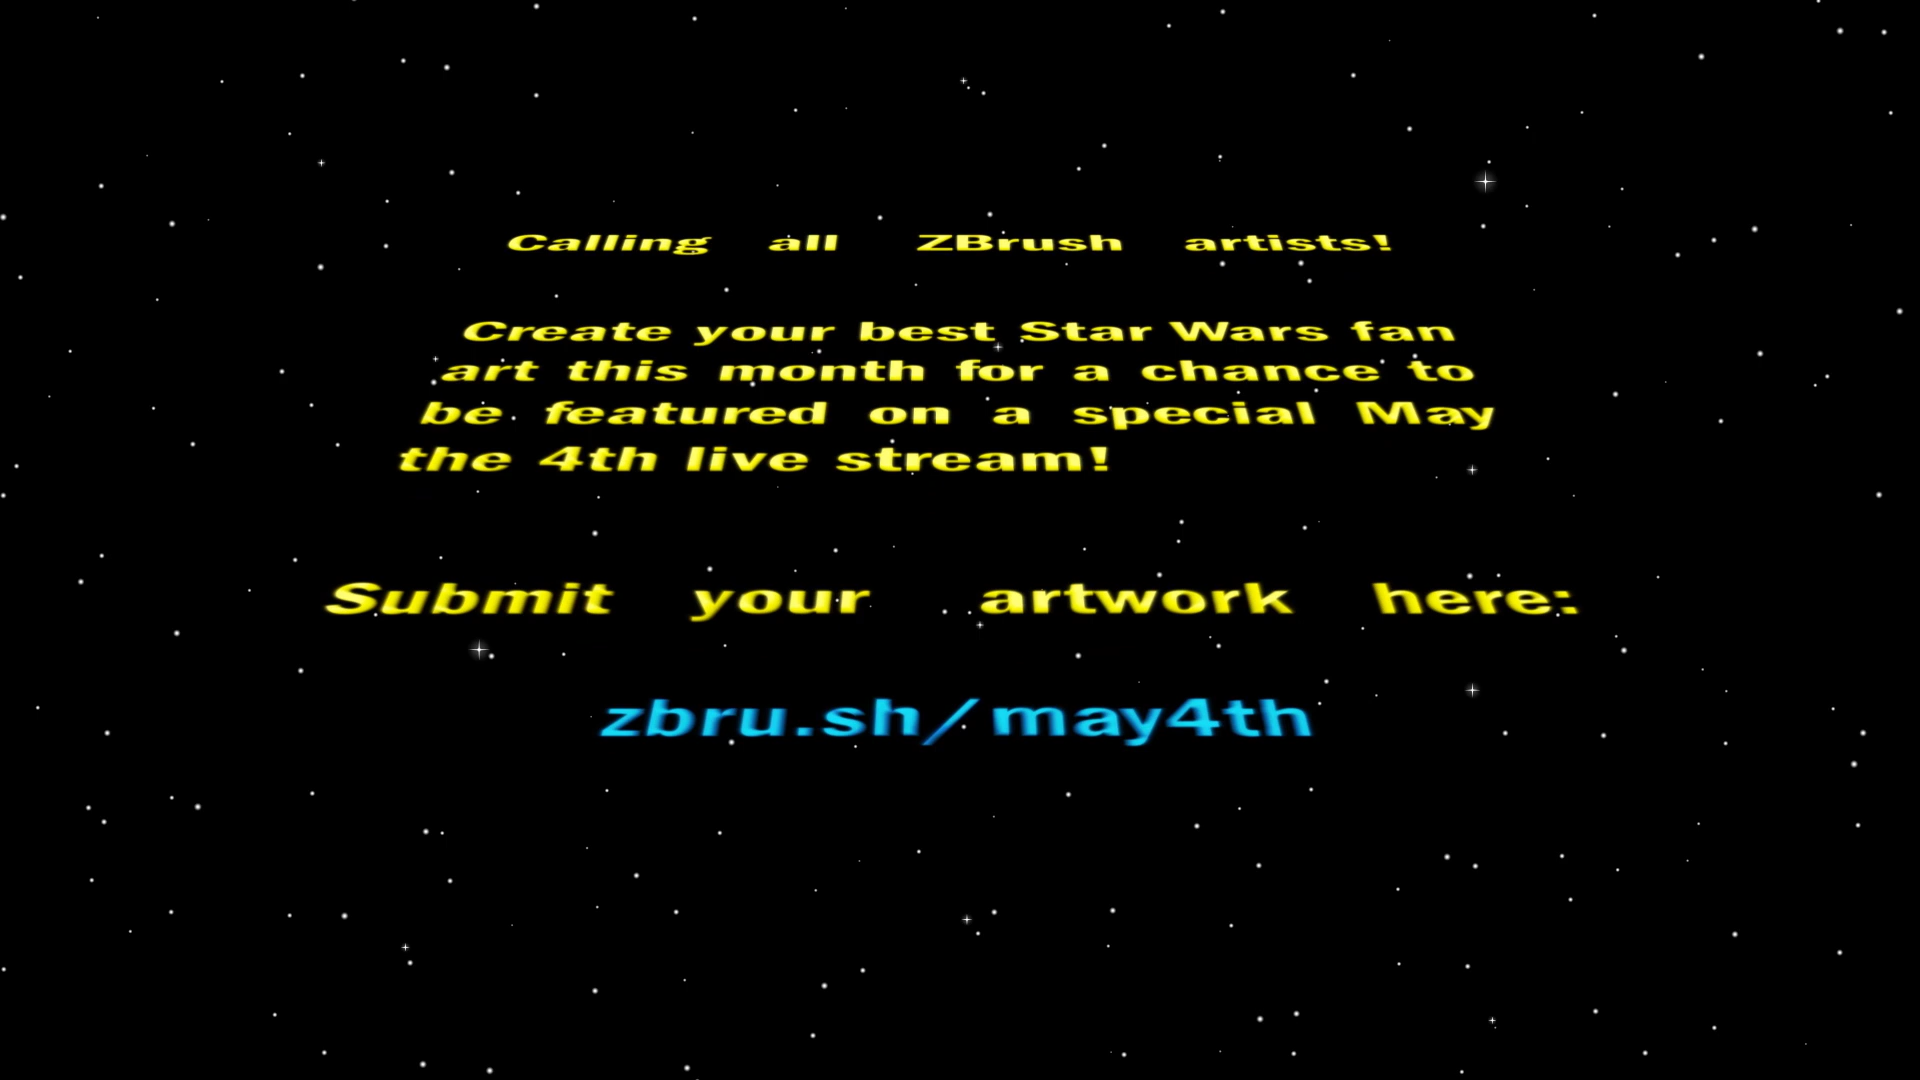 Calling all ZBrush artists!
Create your best Star Wars fan
art this month for a chance to
be featured on a special May
the 4th live stream!
Submit your artwork here:
zbru.sh/may4th